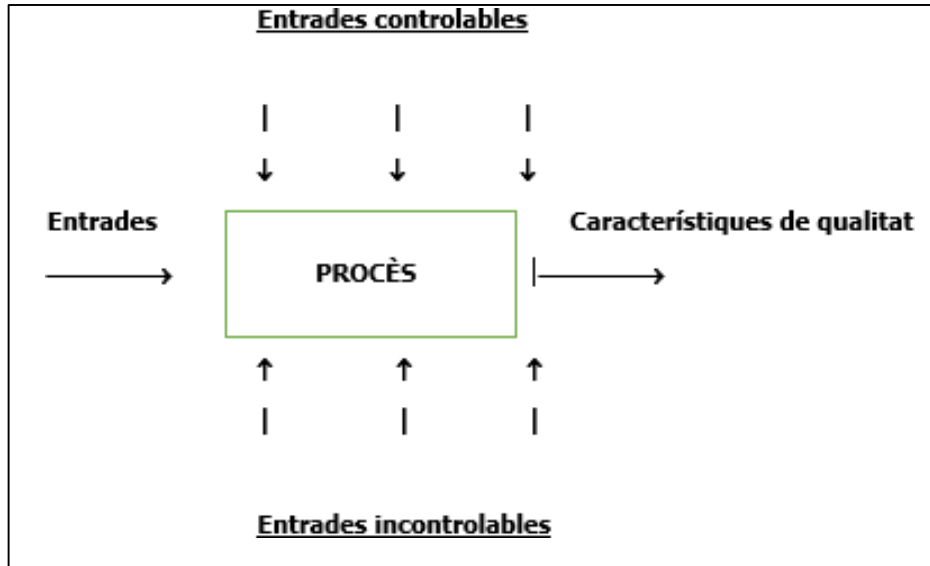 Entrades controlables
Entrades
Característiques de qualitat
PROCÈS
Entrades incontrolables